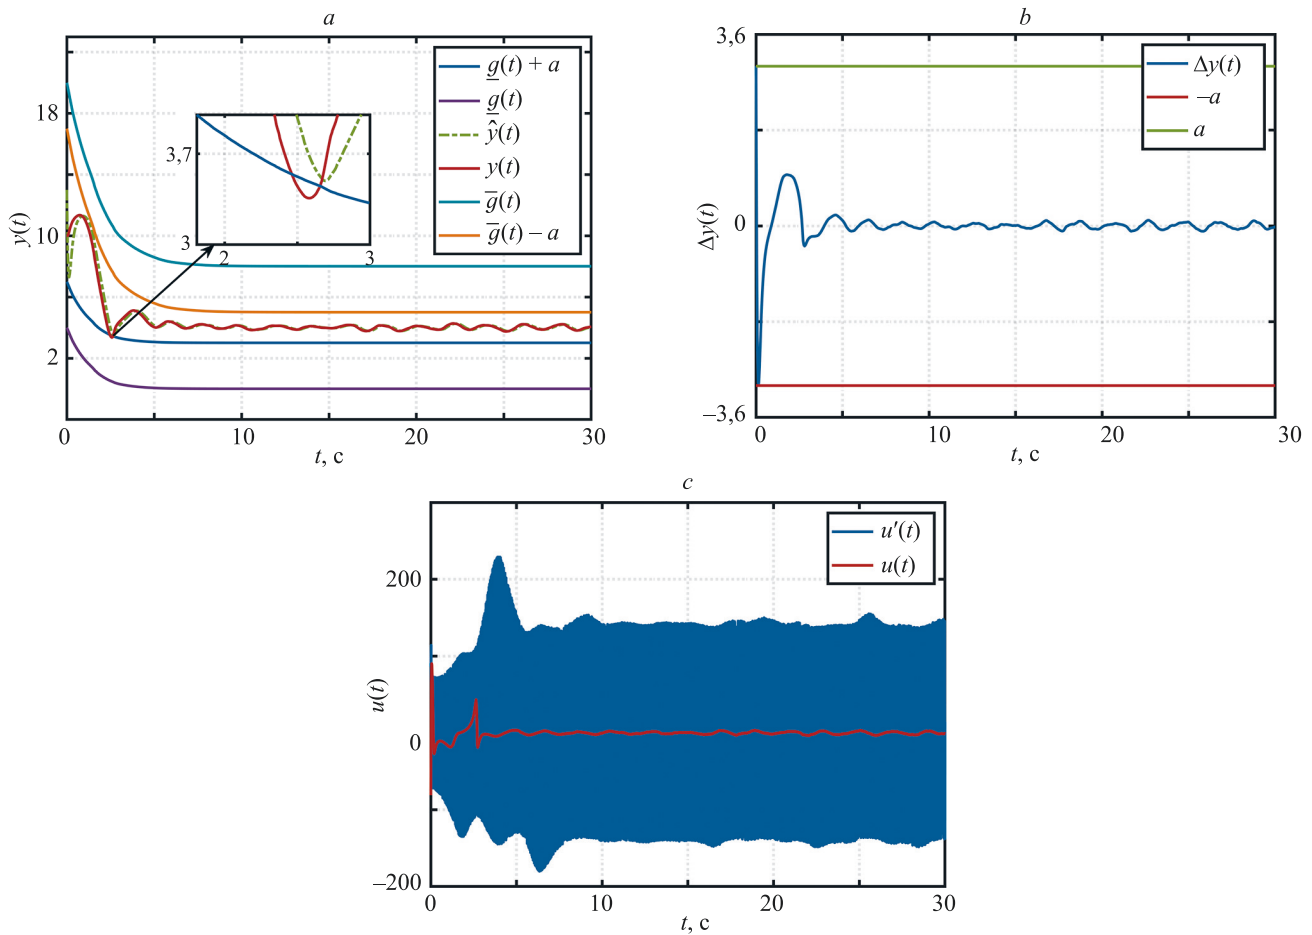 a
18
10
2
y(t)
0
10
20
30
t, с
g̲(t) + a
g̲(t)
ŷ̅(t)
y(t)
g̅(t)
g̅(t) – a
3,7
3
2
3
b
3,6
0
–3,6
Δy(t)
0
10
20
30
t, с
Δy(t)
–a
a
c
200
0
–200
u(t)
0
10
20
30
t, с
u′(t)
u(t)